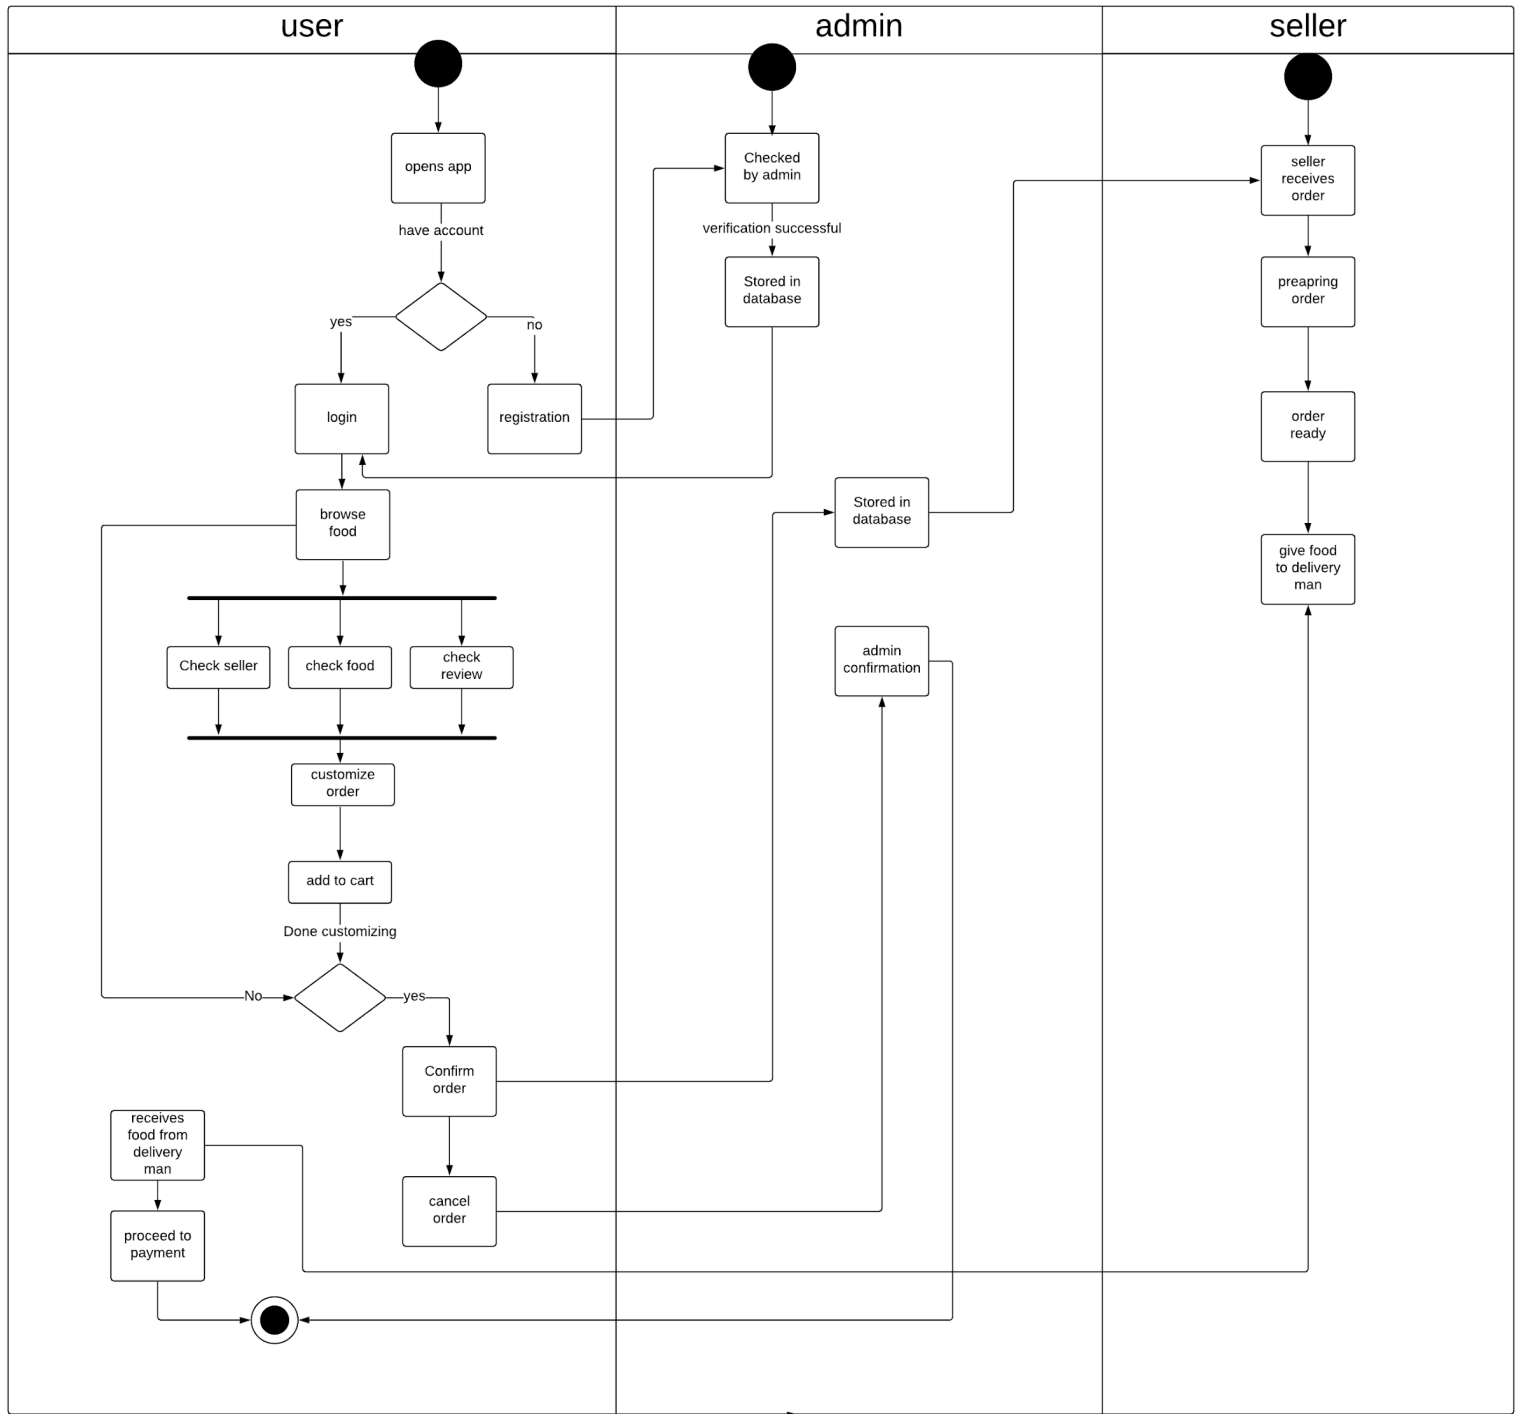 user
admin
seller
opens app
have account
yes
no
login
registration
browse
food
Check seller
check food
check
review
customize
order
add to cart
Done customizing
No
yes
Confirm
order
cancel
order
receives
food from
delivery
man
proceed to
payment
Checked
by admin
verification successful
Stored in
database
Stored in
database
admin
confirmation
seller
receives
order
preapring
order
order
ready
give food
to delivery
man